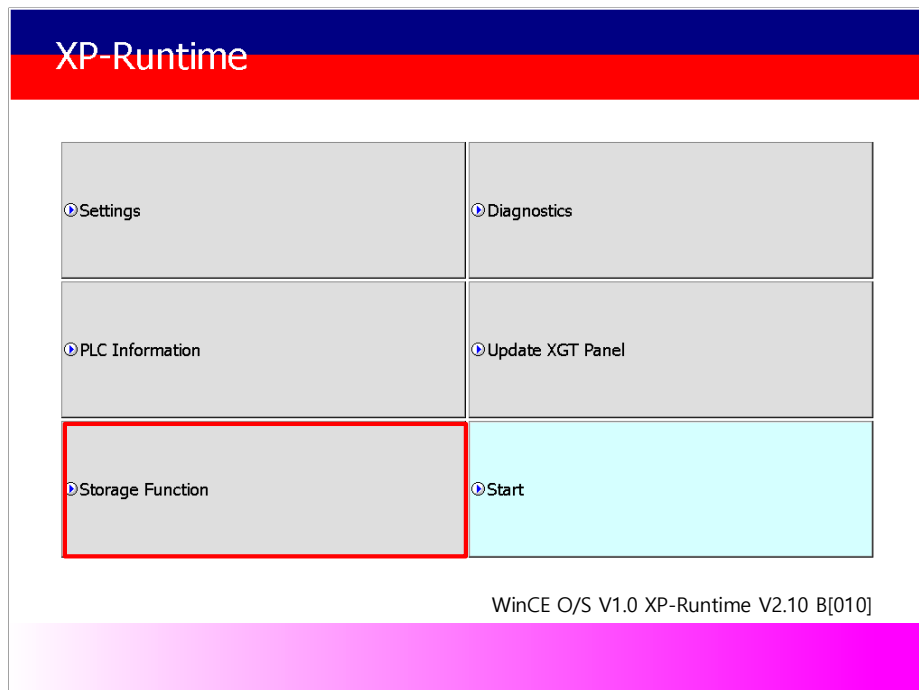 XP-Runtime
Settings
Diagnostics
PLC Information
Update XGT Panel
Storage Function
Start
WinCE O/S V1.0 XP-Runtime V2.10 B[010]